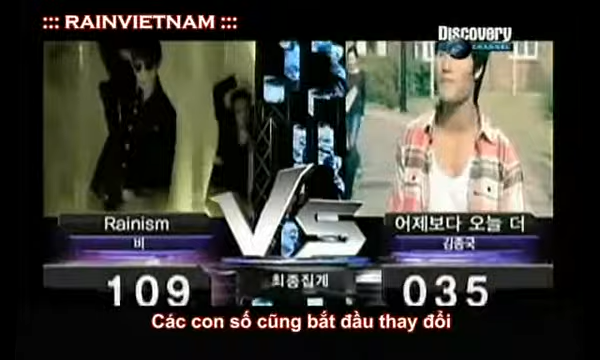 ::: RAINVIETNAM :::
Discovery
CHANNEL
VS
Rainism
비
109
어제보다 오늘 더
김종국
035
최종집계
Các con số cũng bắt đầu thay đổi